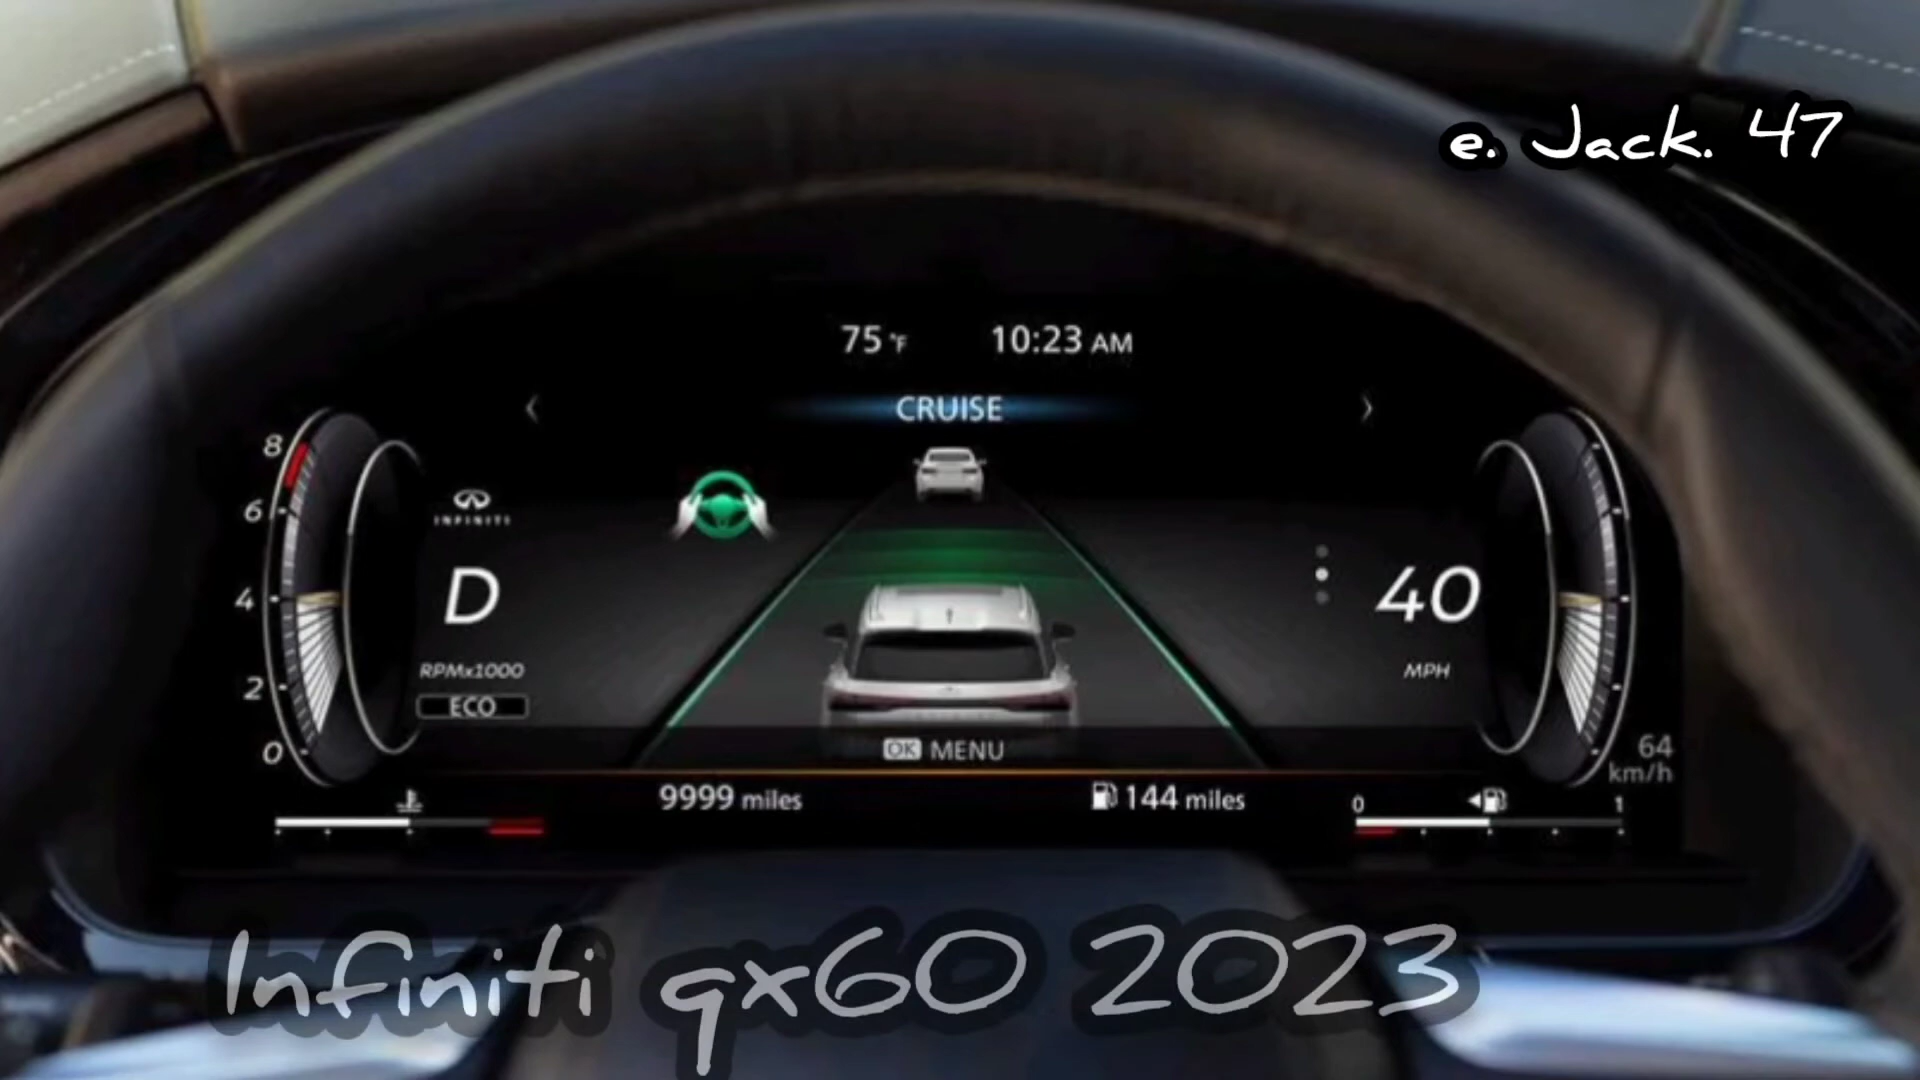 e. Jack. 47
75 °F 10:23 AM
CRUISE
8
6
4
2
0
INFINITI
D
RPMx1000
ECO
40
MPH
64
km/h
OK MENU
9999 miles
144 miles
0 1
Infiniti qx60 2023